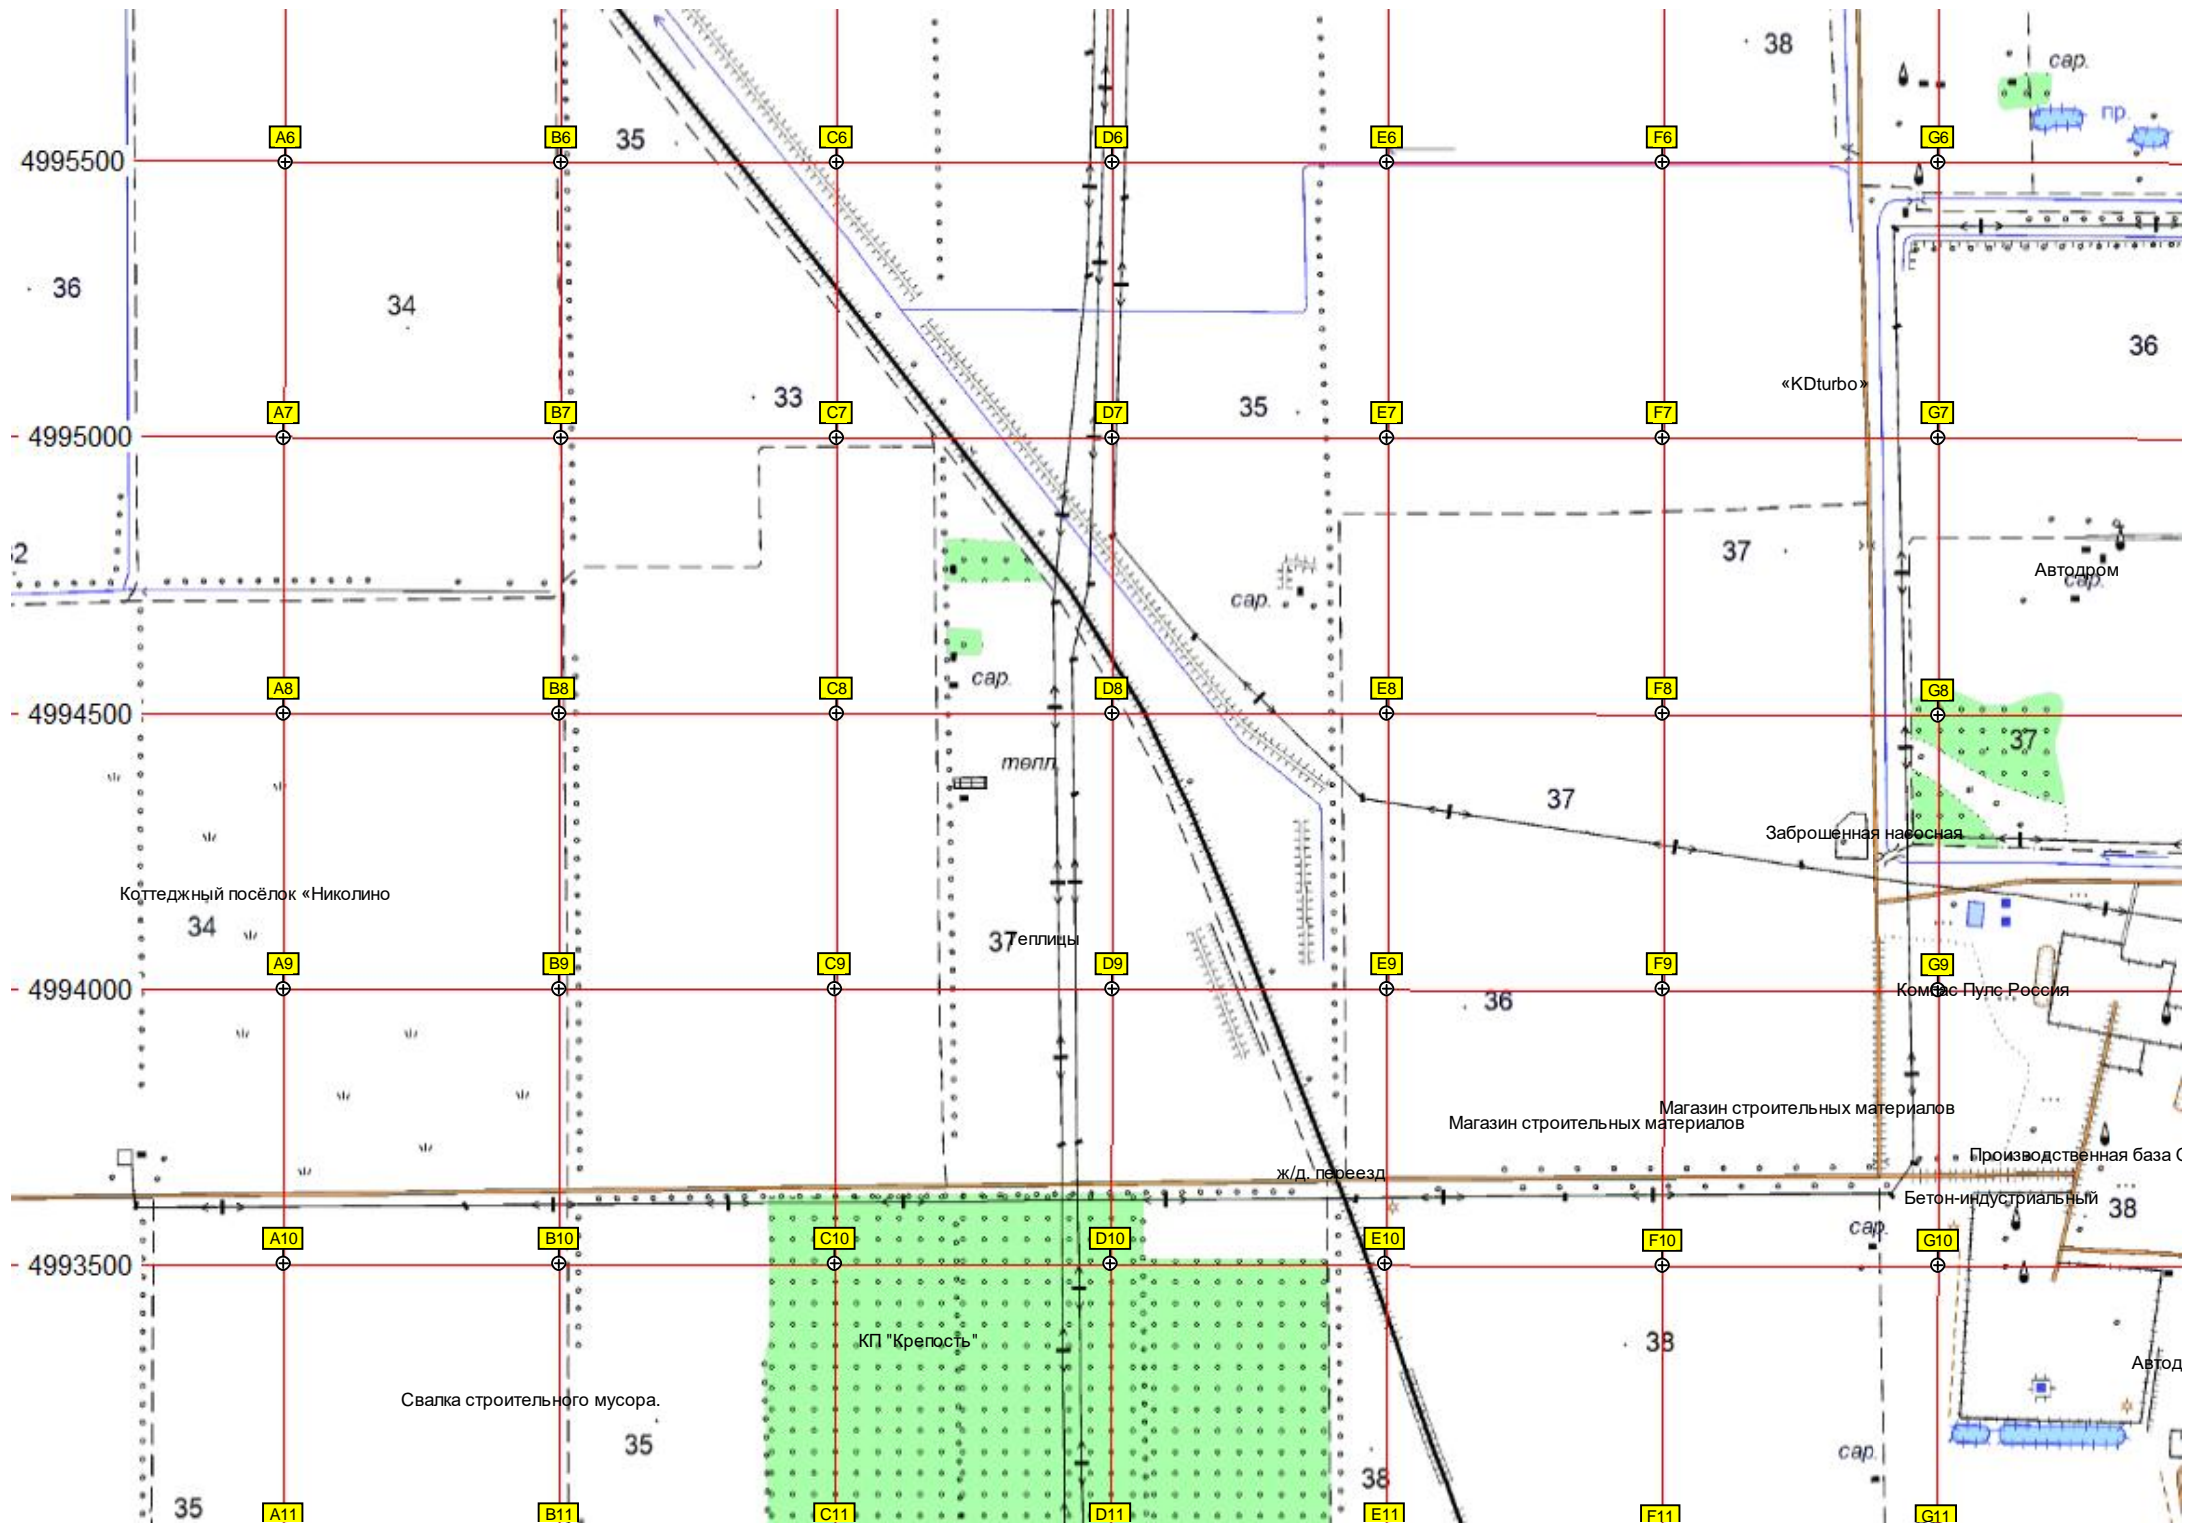 38
сар.
пр.
A6 B6 C6 D6 E6 F6 G6
35
4995500
36
34
36
33
35
«KDturbo»
A7 B7 C7 D7 E7 F7 G7
4995000
37
Автодром
сар.
сар.
сар.
A8 B8 C8 D8 E8 F8 G8
4994500
37
тепл.
37
Заброшенная насосная
Коттеджный посёлок «Николино
34
37
Теплицы
A9 B9 C9 D9 E9 F9 G9
4994000
Компас Пулс Россия
36
Магазин строительных материалов
Магазин строительных материалов
Производственная база
ж/д. переезд
Бетон-индустриальный
38
сар.
A10 B10 C10 D10 E10 F10 G10
4993500
КП "Крепость"
38
Автод
Свалка строительного мусора.
35
сар.
38
35
A11 B11 C11 D11 E11 F11 G11